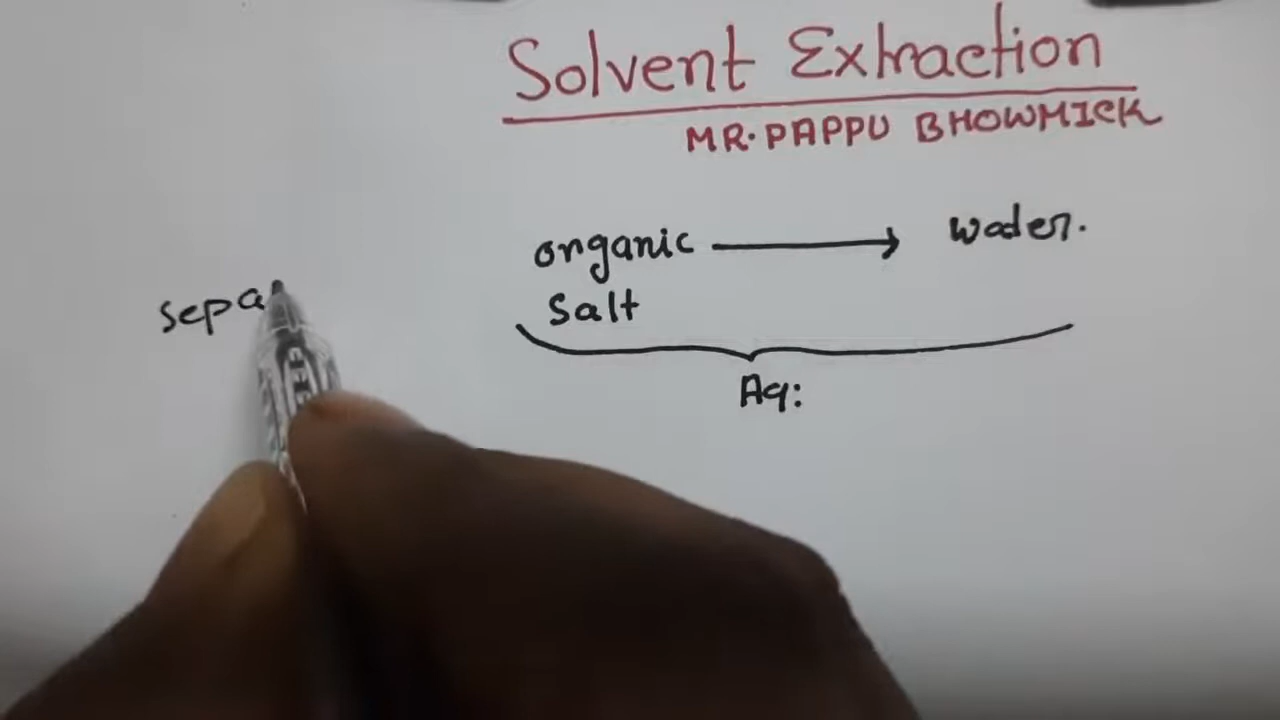 Solvent Extraction
MR. PAPPU BHOWMICK
organic → water.
Salt
sepa
Aq: